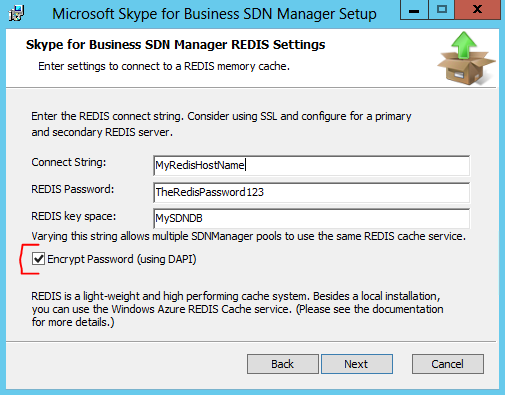 Microsoft Skype for Business SDN Manager Setup
Skype for Business SDN Manager REDIS Settings
Enter settings to connect to a REDIS memory cache.
Enter the REDIS connect string. Consider using SSL and configure for a primary
and secondary REDIS server.
Connect String: MyRedisHostName
REDIS Password: TheRedisPassword123
REDIS key space: MySDNDB
Varying this string allows multiple SDNManager pools to use the same REDIS cache service.
Encrypt Password (using DAPI)
REDIS is a light-weight and high performing cache system. Besides a local installation,
you can use the Windows Azure REDIS Cache service. (Please see the documentation
for more details.)
Back Next Cancel